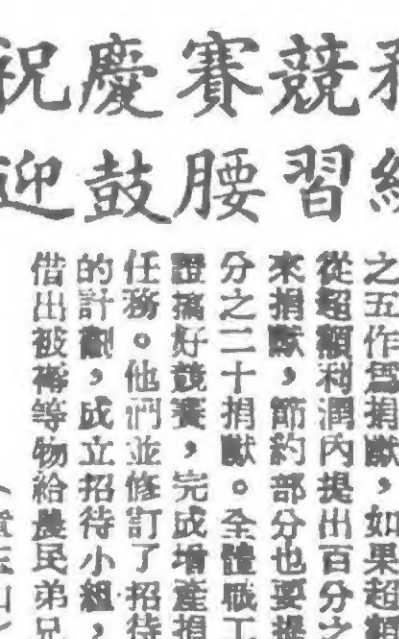 競賽慶祝
習腰鼓迎
之五作爲捐獻，如果超額
從超額利潤內提出百分之
來捐獻，節約部分也要提
分之二十捐獻。全體職工
證搞好競賽，完成增產捐
任務。他們並修訂了招待
的計劃，成立招待小組，
借出被褥等物給農民弟兄